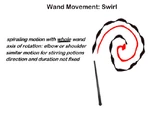 Wand Movement: Swirl
spiraling motion with whole wand
axis of rotation: elbow or shoulder
similar motion for stirring potions
direction and duration not fixed